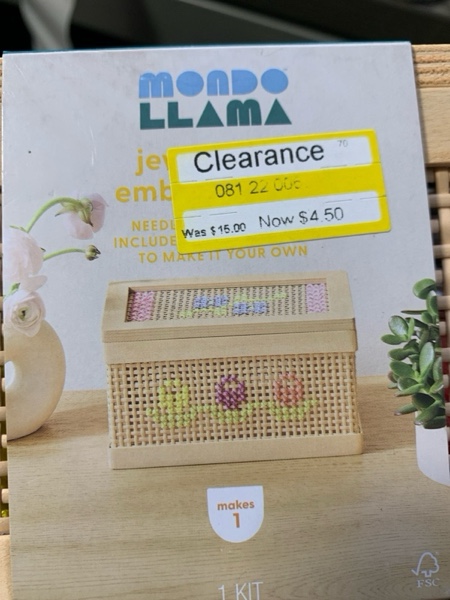 MONDO
LLAMA
Clearance
70
081 22
Was $15.00 Now $4.50
INCLUDE
TO MAKE IT YOUR OWN
makes
1
1 KIT
FSC